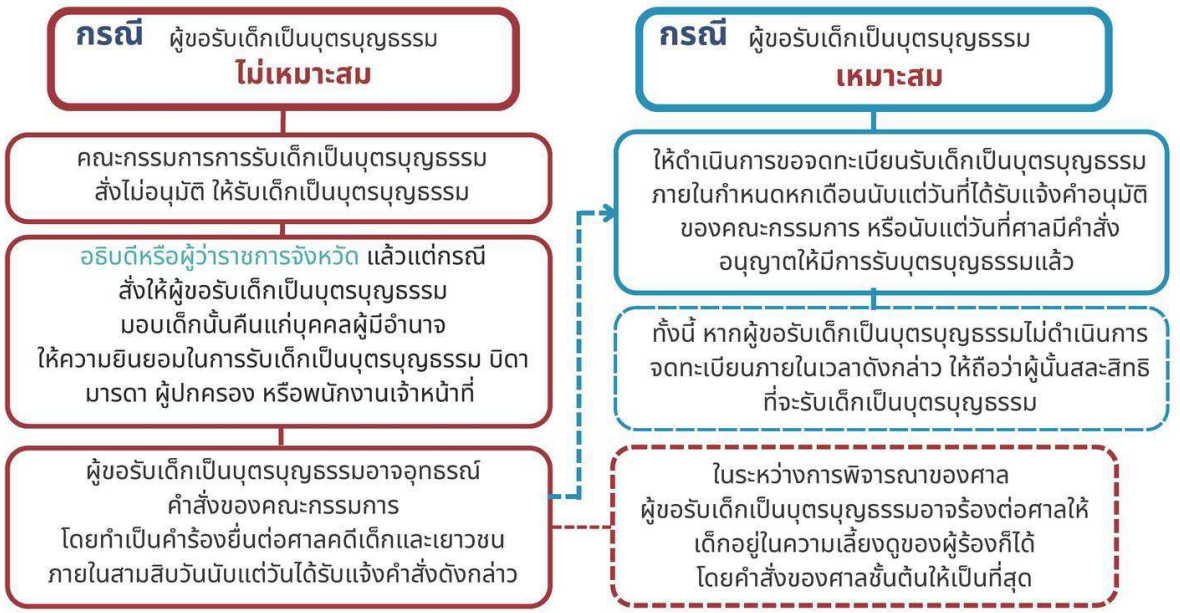 กรณี ผู้ขอรับเด็กเป็นบุตรบุญธรรม
ไม่เหมาะสม
คณะกรรมการการรับเด็กเป็นบุตรบุญธรรม
สั่งไม่อนุมัติ ให้รับเด็กเป็นบุตรบุญธรรม
อธิบดีหรือผู้ว่าราชการจังหวัด แล้วแต่กรณี
สั่งให้ผู้ขอรับเด็กเป็นบุตรบุญธรรม
มอบเด็กนั้นคืนแก่บุคคลผู้มีอำนาจ
ให้ความยินยอมในการรับเด็กเป็นบุตรบุญธรรม บิดา
มารดา ผู้ปกครอง หรือพนักงานเจ้าหน้าที่
ผู้ขอรับเด็กเป็นบุตรบุญธรรมอาจอุทธรณ์
คำสั่งของคณะกรรมการ
โดยทำเป็นคำร้องยื่นต่อศาลคดีเด็กและเยาวชน
ภายในสามสิบวันนับแต่วันได้รับแจ้งคำสั่งดังกล่าว
กรณี ผู้ขอรับเด็กเป็นบุตรบุญธรรม
เหมาะสม
ให้ดำเนินการขอจดทะเบียนรับเด็กเป็นบุตรบุญธรรม
ภายในกำหนดหกเดือนนับแต่วันที่ได้รับแจ้งคำอนุมัติ
ของคณะกรรมการ หรือนับแต่วันที่ศาลมีคำสั่ง
อนุญาตให้มีการรับบุตรบุญธรรมแล้ว
ทั้งนี้ หากผู้ขอรับเด็กเป็นบุตรบุญธรรมไม่ดำเนินการ
จดทะเบียนภายในเวลาดังกล่าว ให้ถือว่าผู้นั้นสละสิทธิ
ที่จะรับเด็กเป็นบุตรบุญธรรม
ในระหว่างการพิจารณาของศาล
ผู้ขอรับเด็กเป็นบุตรบุญธรรมอาจร้องต่อศาลให้
เด็กอยู่ในความเลี้ยงดูของผู้ร้องก็ได้
โดยคำสั่งของศาลชั้นต้นให้เป็นที่สุด